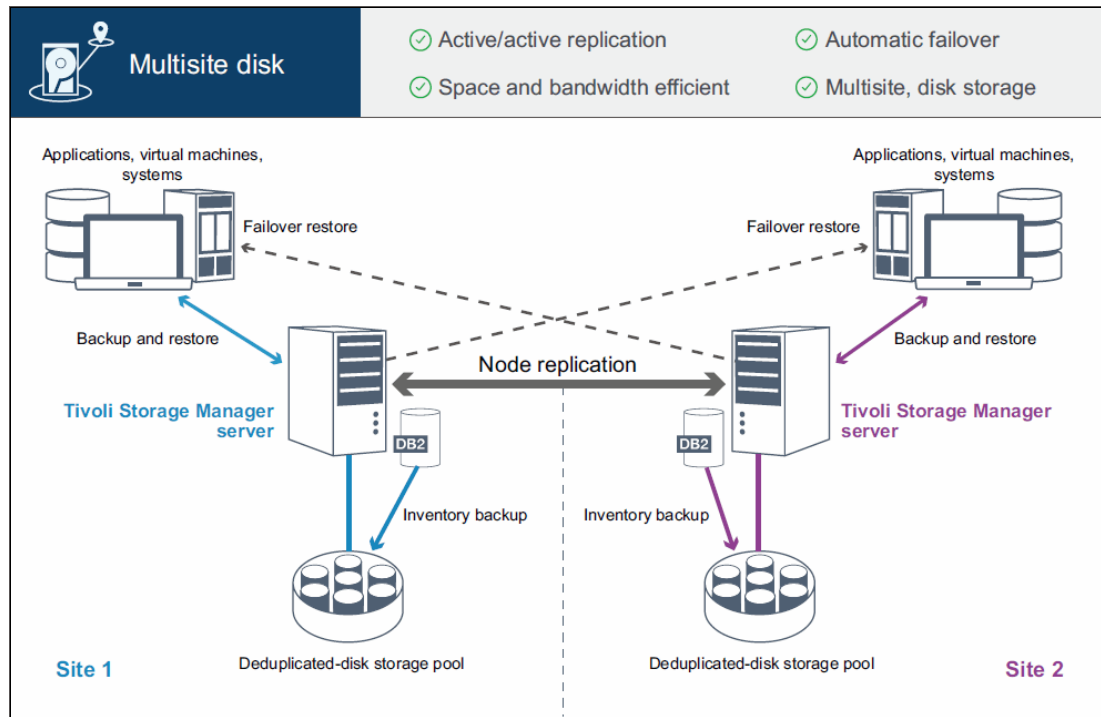 Multisite disk
Active/active replication
Automatic failover
Space and bandwidth efficient
Multisite, disk storage
Applications, virtual machines,
systems
Applications, virtual machines,
systems
Failover restore
Failover restore
Backup and restore
Backup and restore
Node replication
Tivoli Storage Manager
server
Tivoli Storage Manager
server
DB2
DB2
Inventory backup
Inventory backup
Deduplicated-disk storage pool
Deduplicated-disk storage pool
Site 1
Site 2